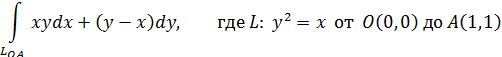 ∫_{L_{OA}} xydx + (y − x)dy, где L: y² = x от O(0,0) до A(1,1)